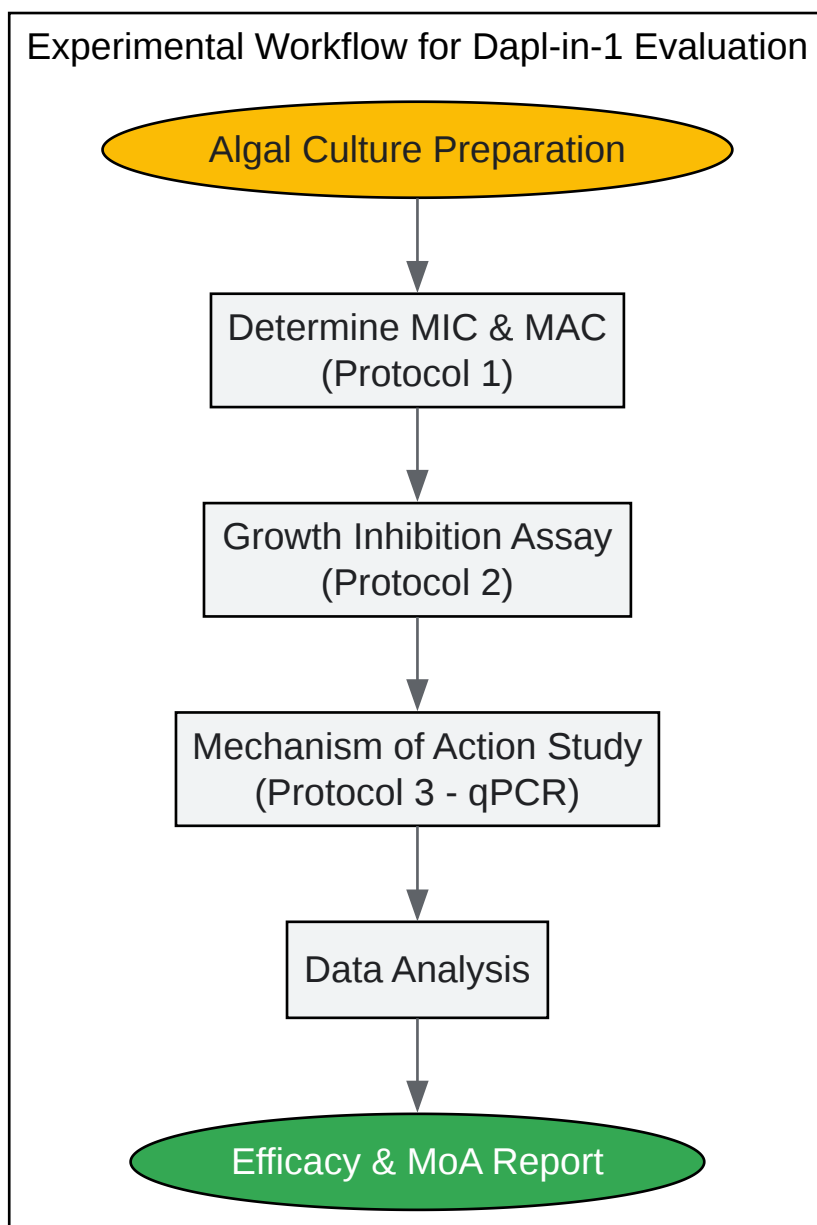 Experimental Workflow for Dapl-in-1 Evaluation
Algal Culture Preparation
Determine MIC & MAC
(Protocol 1)
Growth Inhibition Assay
(Protocol 2)
Mechanism of Action Study
(Protocol 3 - qPCR)
Data Analysis
Efficacy & MoA Report